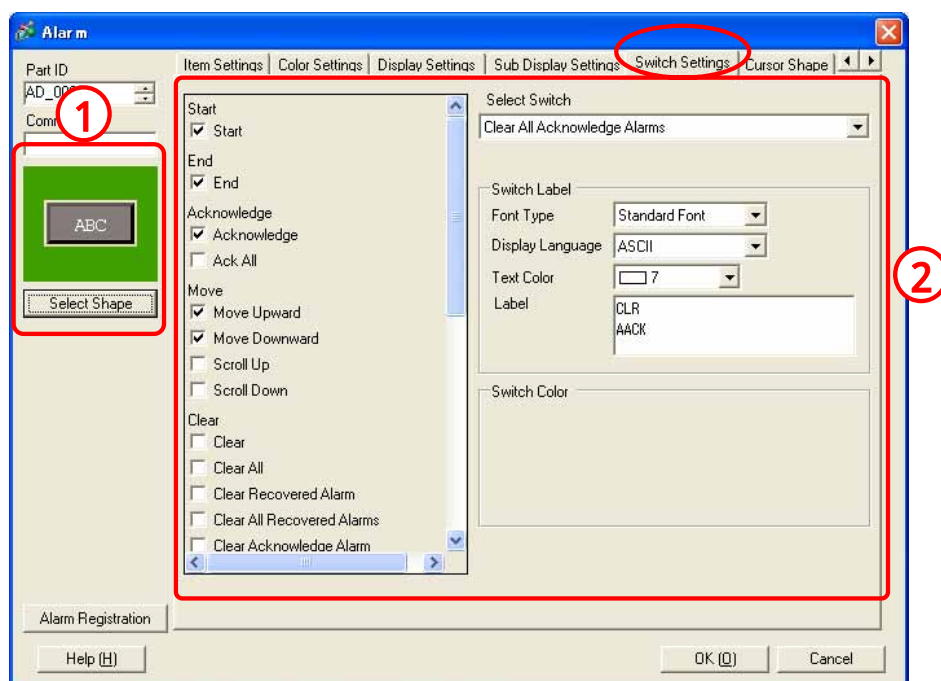 Alarm
Item Settings Color Settings Display Settings Sub Display Settings Switch Settings Cursor Shape
Part ID
1
ABC
Select Shape
Start
Start
End
End
Acknowledge
Acknowledge
Ack All
Move
Move Upward
Move Downward
Scroll Up
Scroll Down
Clear
Clear
Clear All
Clear Recovered Alarm
Clear All Recovered Alarms
Clear Acknowledge Alarm
Select Switch
Clear All Acknowledge Alarms
Switch Label
Font Type Standard Font
Display Language ASCII
Text Color 7
Label CLR
AACK
Switch Color
2
Alarm Registration
Help (H) OK (O) Cancel